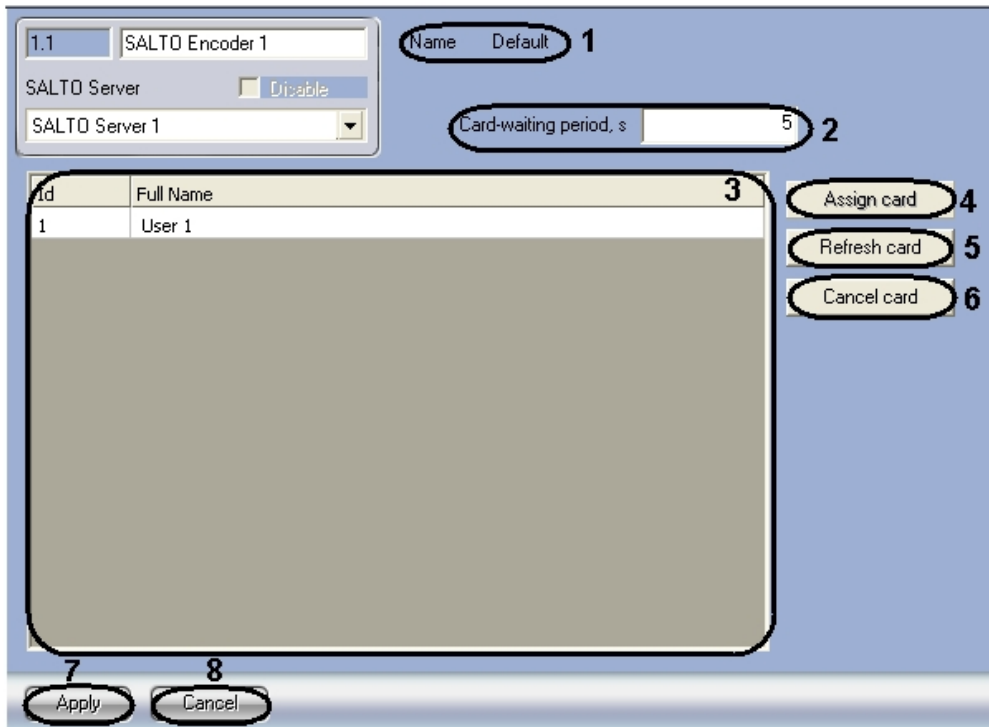 1.1 SALTO Encoder 1 Name Default 1
SALTO Server Disable
SALTO Server 1 Card-waiting period, s 5 2
Id Full Name 3
1 User 1
Assign card 4
Refresh card 5
Cancel card 6
7 8
Apply Cancel